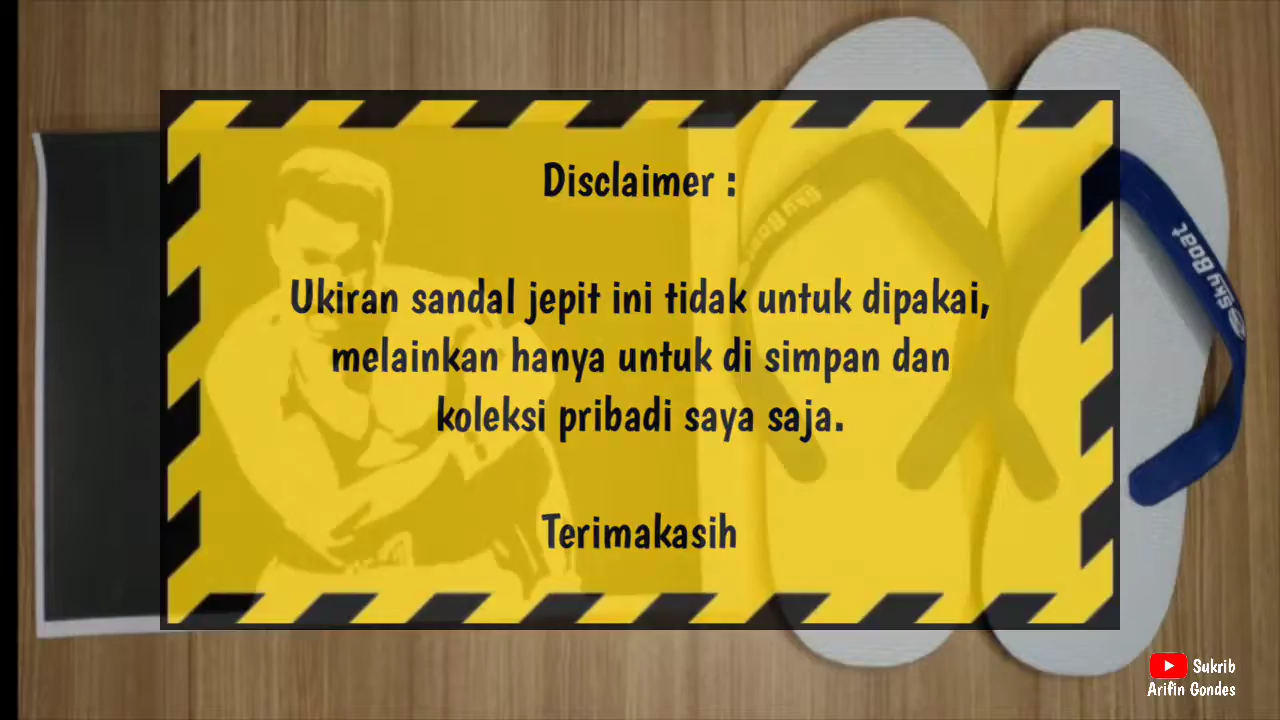 Disclaimer :
Ukiran sandal jepit ini tidak untuk dipakai,
melainkan hanya untuk di simpan dan
koleksi pribadi saya saja.
Terimakasih
Sky Boat
Sky Boat
Sukrib
Arifin Gondes